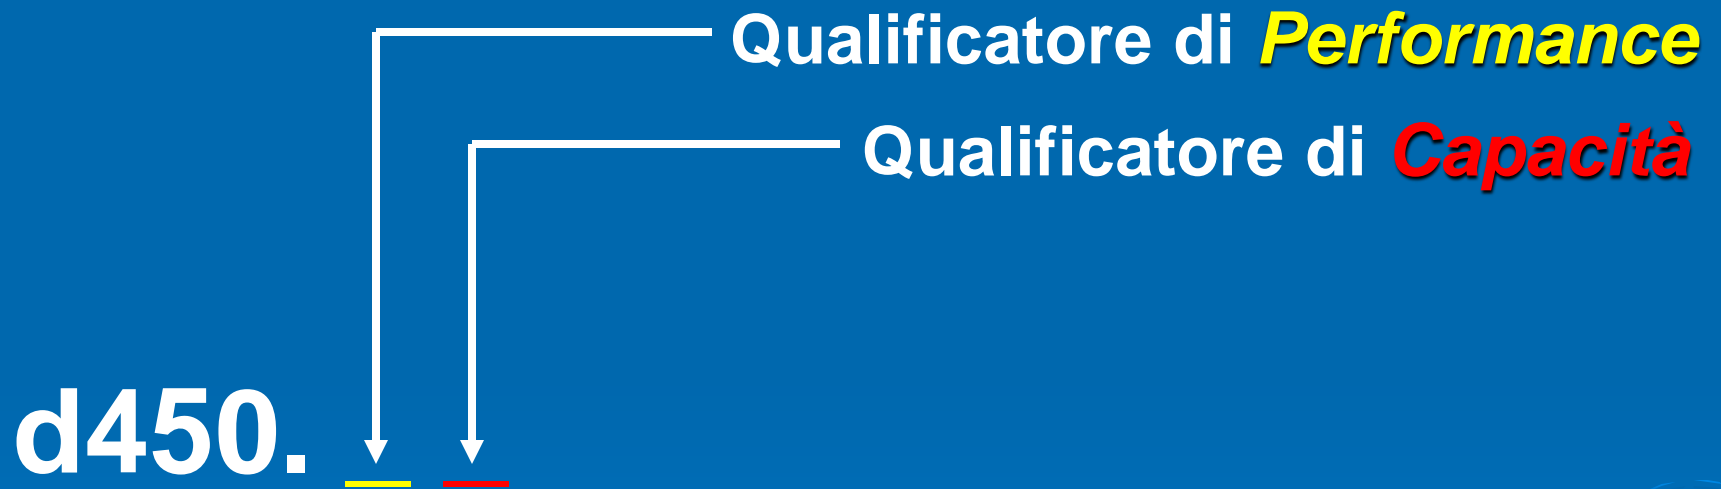 Qualificatore di Performance
Qualificatore di Capacità
d450. _ _